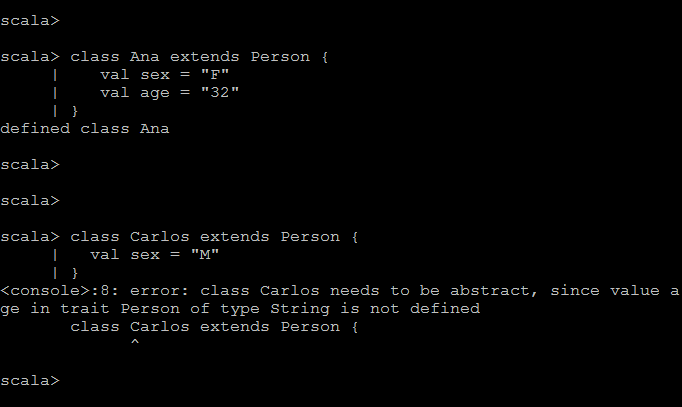 scala>
scala> class Ana extends Person {
     |    val sex = "F"
     |    val age = "32"
     | }
defined class Ana
scala>
scala>
scala> class Carlos extends Person {
     |   val sex = "M"
     | }
<console>:8: error: class Carlos needs to be abstract, since value a
ge in trait Person of type String is not defined
       class Carlos extends Person {
             ^
scala>